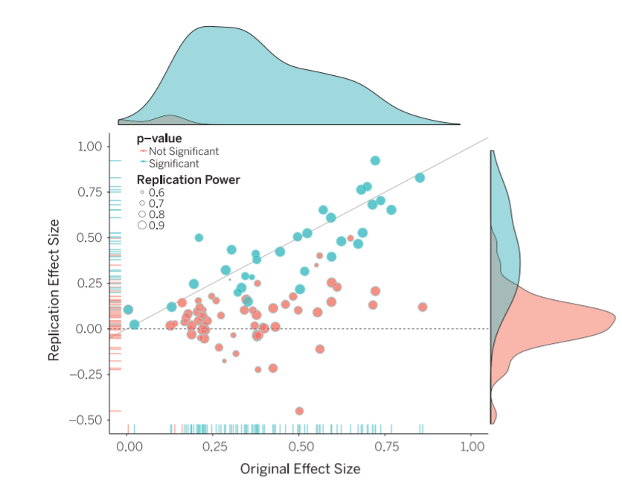 p-value
Not Significant
Significant
Replication Power
0.6
0.7
0.8
0.9
1.00
0.75
0.50
0.25
0.00
−0.25
−0.50
Replication Effect Size
0.00 0.25 0.50 0.75 1.00
Original Effect Size